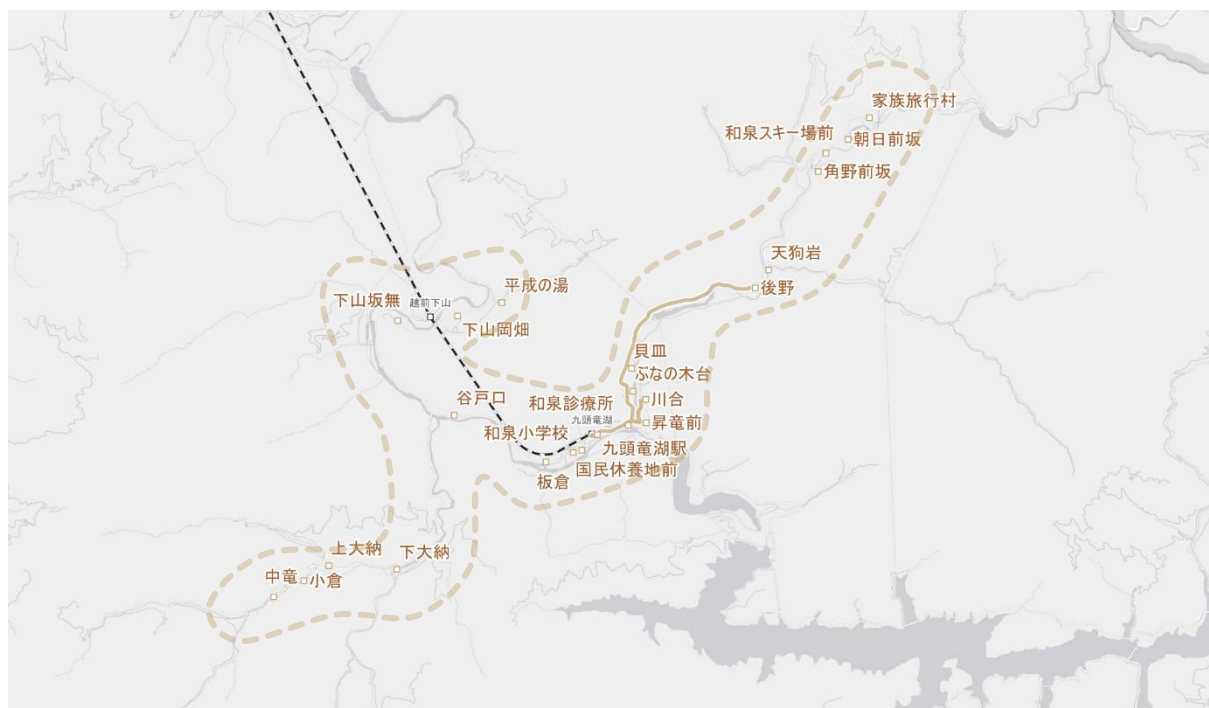 家族旅行村
和泉スキー場前
朝日前坂
角野前坂
天狗岩
後野
平成の湯
下山坂無
越前下山
下山岡畑
貝皿
ぶなの木台
谷戸口
和泉診療所
川合
九頭竜湖
昇竜前
和泉小学校
九頭竜湖駅
国民休養地前
板倉
上大納
下大納
中竜
小倉